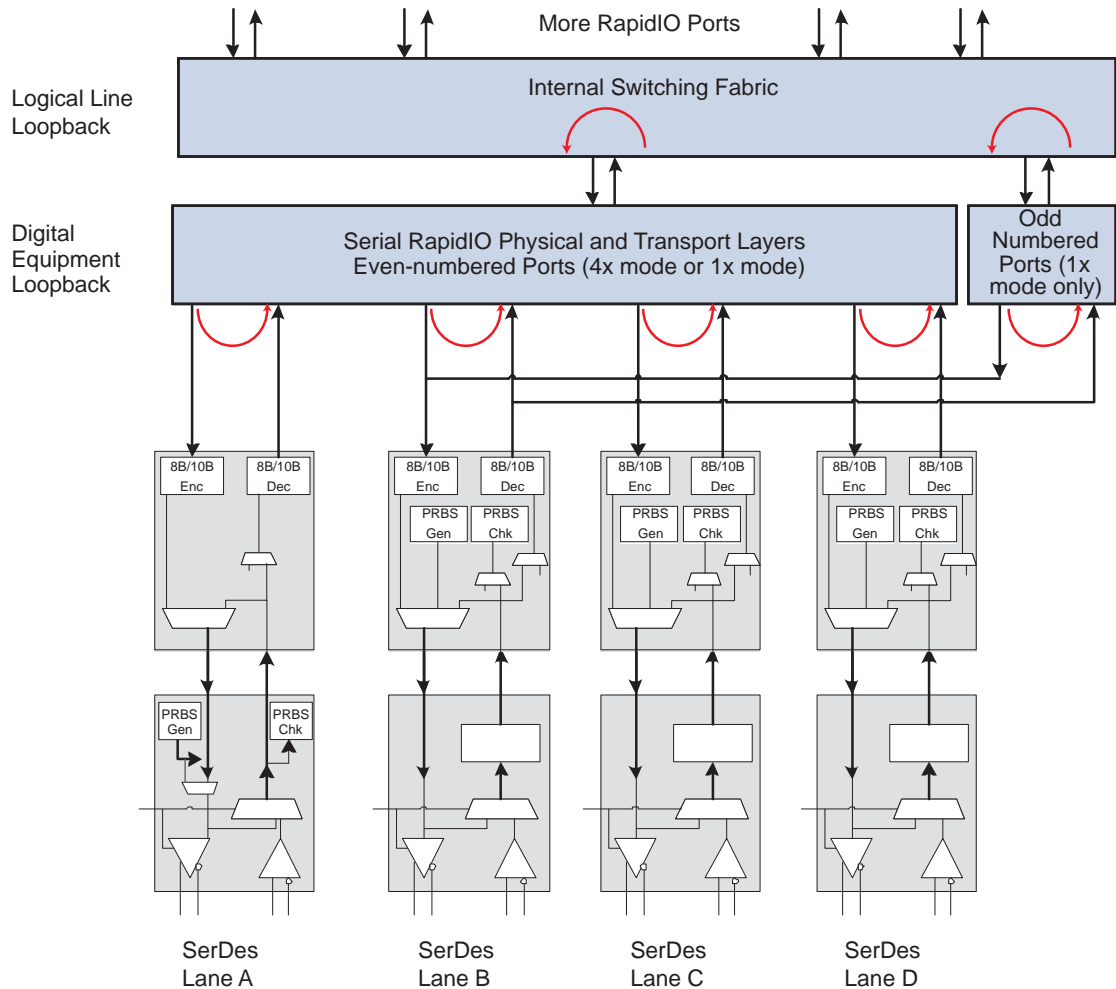 More RapidIO Ports
Internal Switching Fabric
Logical Line
Loopback
Digital
Equipment
Loopback
Serial RapidIO Physical and Transport Layers
Even-numbered Ports (4x mode or 1x mode)
Odd
Numbered
Ports (1x
mode only)
8B/10B
Enc
8B/10B
Dec
8B/10B
Enc
8B/10B
Dec
PRBS
Gen
PRBS
Chk
8B/10B
Enc
8B/10B
Dec
PRBS
Gen
PRBS
Chk
8B/10B
Enc
8B/10B
Dec
PRBS
Gen
PRBS
Chk
PRBS
Gen
PRBS
Chk
SerDes
Lane A
SerDes
Lane B
SerDes
Lane C
SerDes
Lane D